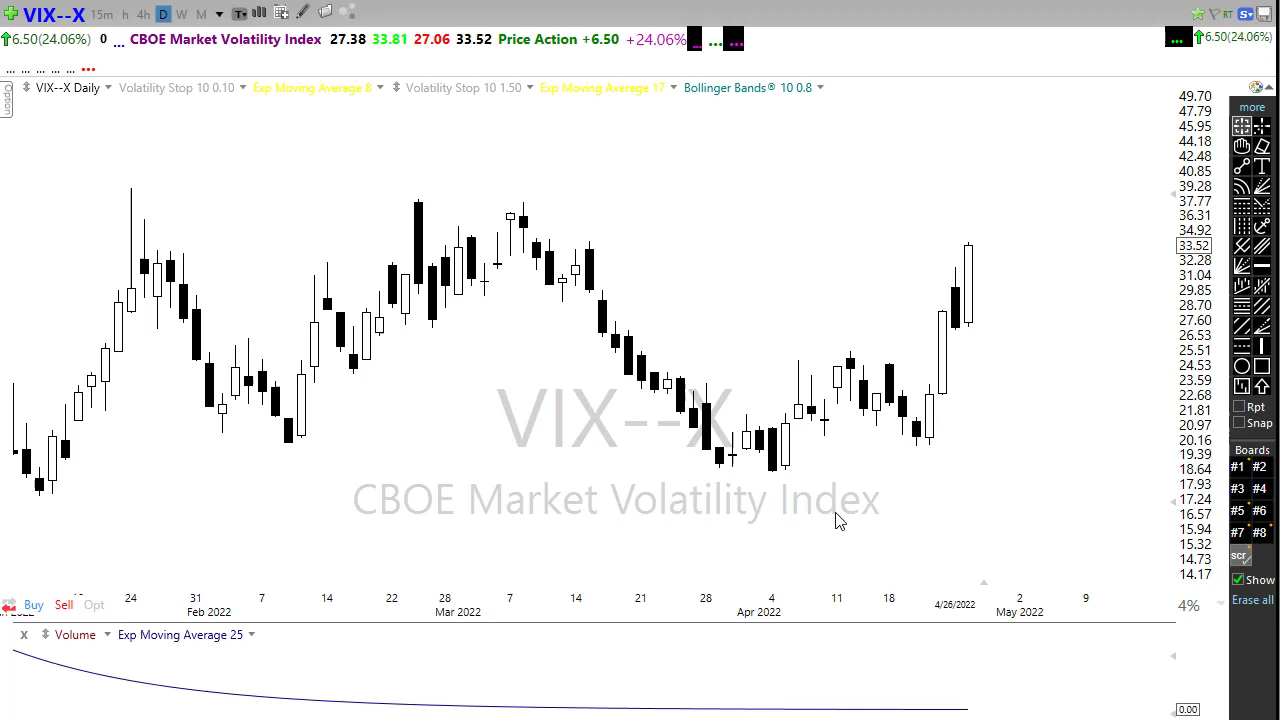 VIX--X 15m h 4h D W M T RT S
6.50(24.06%) 0 ... CBOE Market Volatility Index 27.38 33.81 27.06 33.52 Price Action +6.50 +24.06% ... ... ... ... 6.50(24.06%)
... ... ... ... ... ...
Option
VIX--X Daily Volatility Stop 10 0.10 Exp Moving Average 8 Volatility Stop 10 1.50 Exp Moving Average 17 Bollinger Bands® 10 0.8
49.70
47.79
45.95
44.18
42.48
40.85
39.28
37.77
36.31
34.92
33.52
32.28
31.04
29.85
28.70
27.60
26.53
25.51
24.53
23.59
22.68
21.81
20.97
20.16
19.39
18.64
17.93
17.24
16.57
15.94
15.32
14.73
14.17
VIX--X
CBOE Market Volatility Index
more
T
Rpt
Snap
Boards
#1 #2
#3 #4
#5 #6
#7 #8
scr
Show
Erase all
24 31 7 14 22 28 7 14 21 28 4 11 18 4/26/2022 2 9
Feb 2022 Mar 2022 Apr 2022 May 2022
Buy Sell Opt
4%
X Volume Exp Moving Average 25
0.00